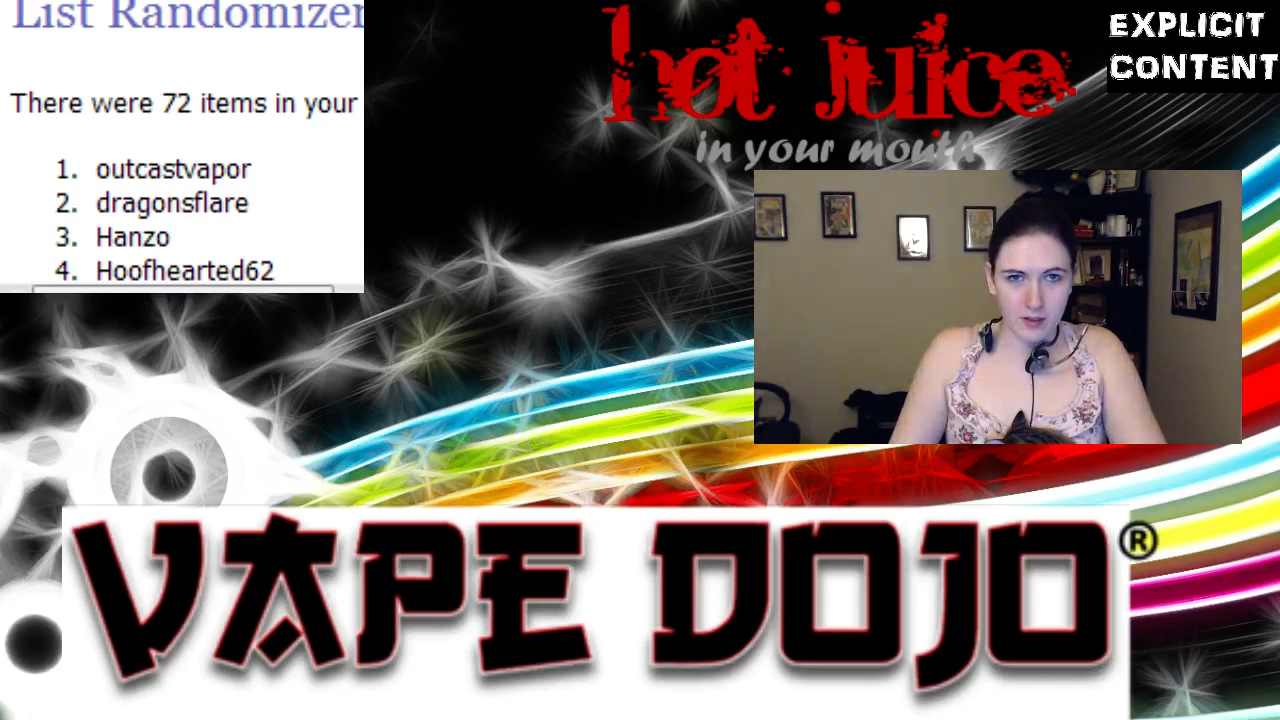 List Randomizer
There were 72 items in your
1. outcastvapor
2. dragonsflare
3. Hanzo
4. Hoofhearted62
hot juice
in your mouth
EXPLICIT
CONTENT
VAPE DOJO®